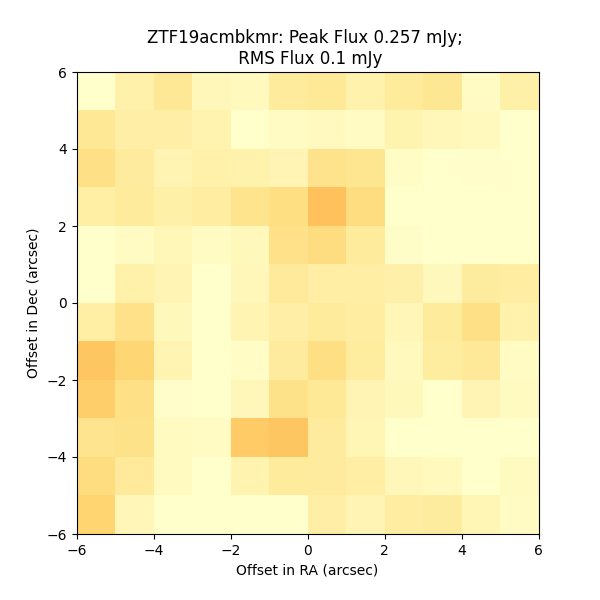 ZTF19acmbkmr: Peak Flux 0.257 mJy;
RMS Flux 0.1 mJy
6
4
2
0
−2
−4
−6
Offset in Dec (arcsec)
−6 −4 −2 0 2 4 6
Offset in RA (arcsec)